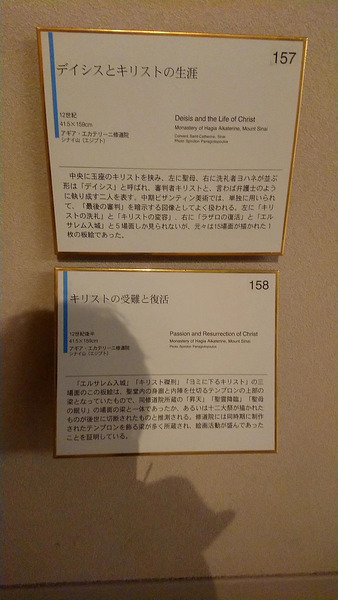 157
デイシスとキリストの生涯
12世紀
41.5×159cm
アギア・エカテリーニ修道院
シナイ山（エジプト）
Deisis and the Life of Christ
Monastery of Hagia Aikaterine, Mount Sinai
Convent Saint-Catherine, Sinai
Photo: Spiridon Panagiotopoulos
中央に玉座のキリストを挟み、左に聖母、右に洗礼者ヨハネが並ぶ
形は「デイシス」と呼ばれ、審判者キリストと、言わば弁護士のよう
に執り成す二人を表す。中期ビザンティン美術では、単独に用いられ
て、「最後の審判」を暗示する図像としてよく扱われる。左に「キリ
ストの洗礼」と「キリストの変容」、右に「ラザロの復活」と「エル
サレム入城」と5場面しか見られないが、元々は15場面が描かれた1
枚の板絵であった。
158
キリストの受難と復活
12世紀後半
41.5×159cm
アギア・エカテリーニ修道院
シナイ山（エジプト）
Passion and Resurrection of Christ
Monastery of Hagia Aikaterine, Mount Sinai
「エルサレム入城」「キリスト磔刑」「ヨミに下るキリスト」の三
場面のこの板絵は、聖堂内の身廊と内陣を仕切るテンプロンの上部の
梁となっていたもので、同修道院所蔵の「昇天」「聖霊降臨」「聖母
の眠り」の場面の梁と一体であったか、あるいは十二大祭が描かれた
ものが後世に切断されたものと推測される。修道院には同時期に制作
されたテンプロンを飾る梁が多く所蔵され、絵画活動が盛んであった
ことを証明している。